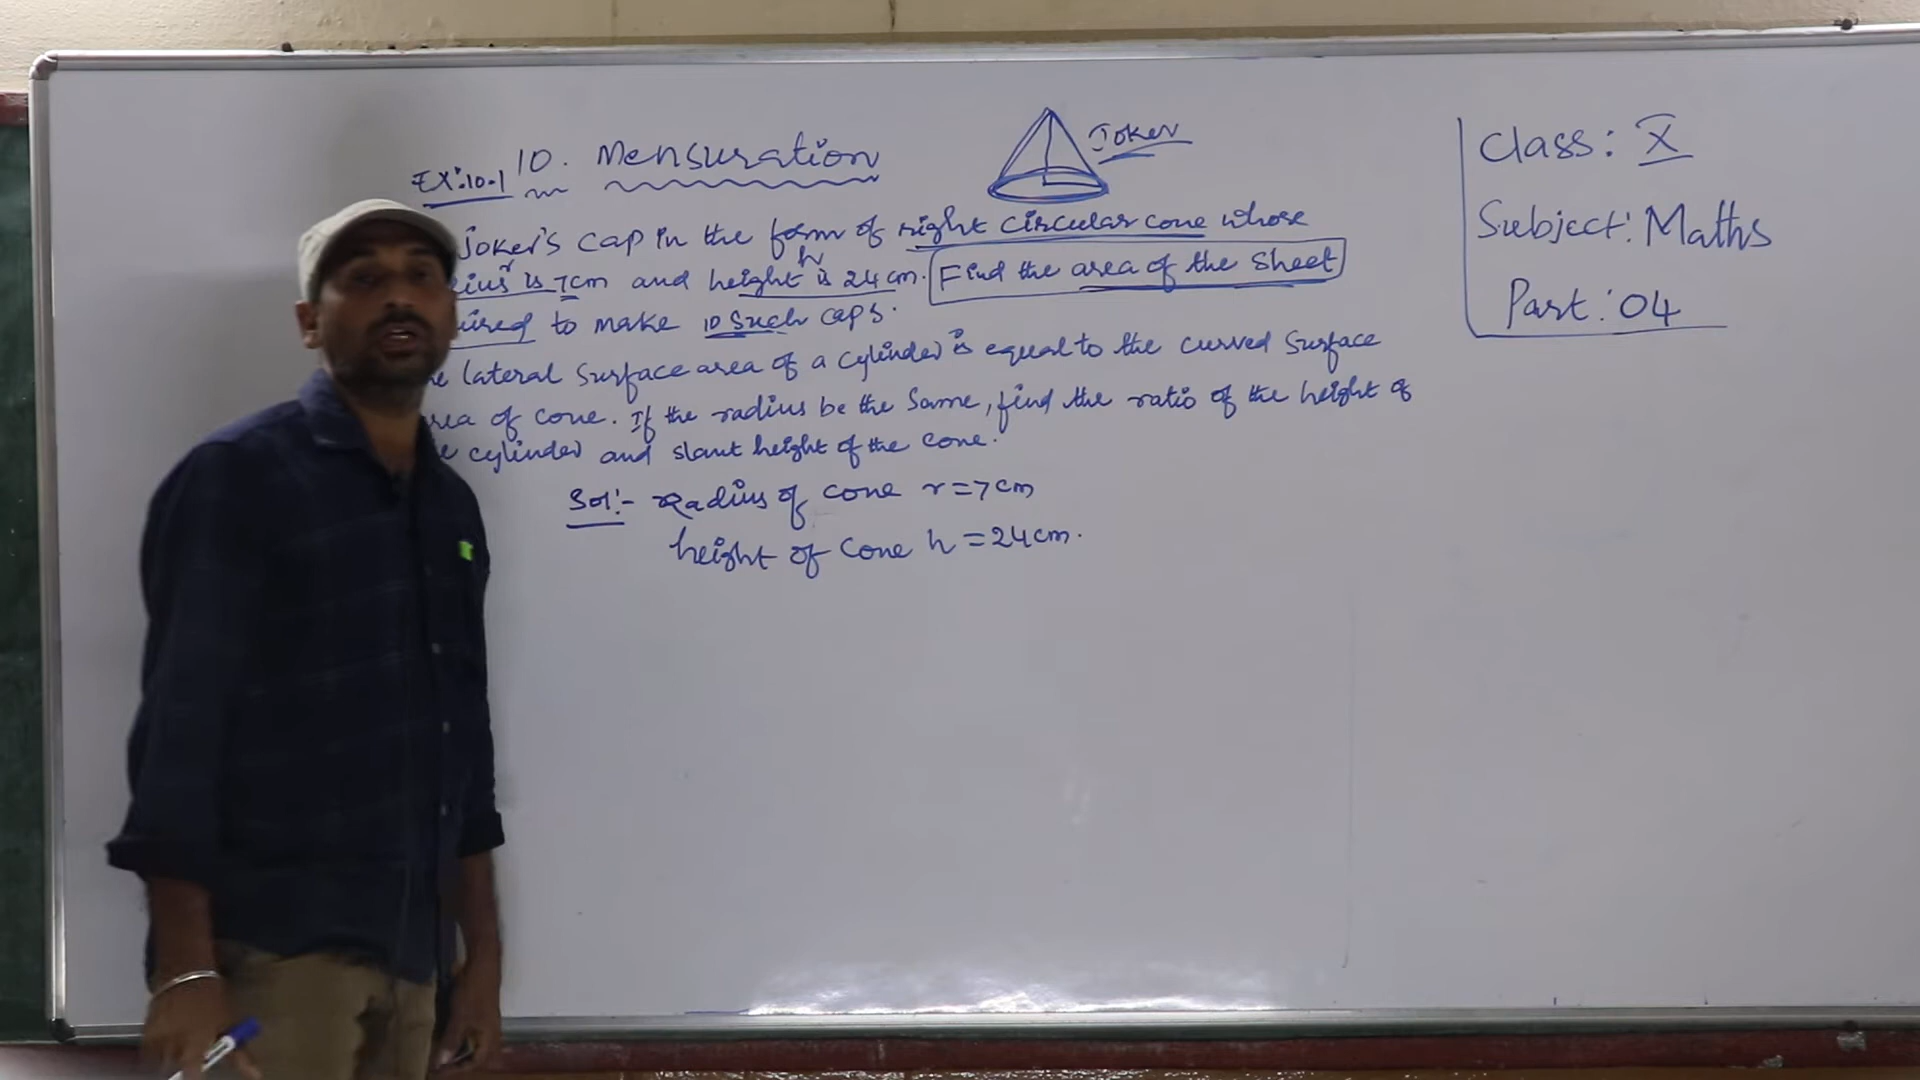 EX:10.1
10. Mensuration
Joker
Joker's cap in the form of right circular cone whose
is 7cm and height is 24 cm. Find the area of the sheet
r
h
to make 10 such caps.
lateral surface area of a cylinder is equal to the curved surface
of cone. If the radius be the same, find the ratio of the height of
cylinder and slant height of the cone.
Sol:- Radius of cone r=7cm
height of cone h=24cm.
Class: X
Subject: Maths
Part: 04